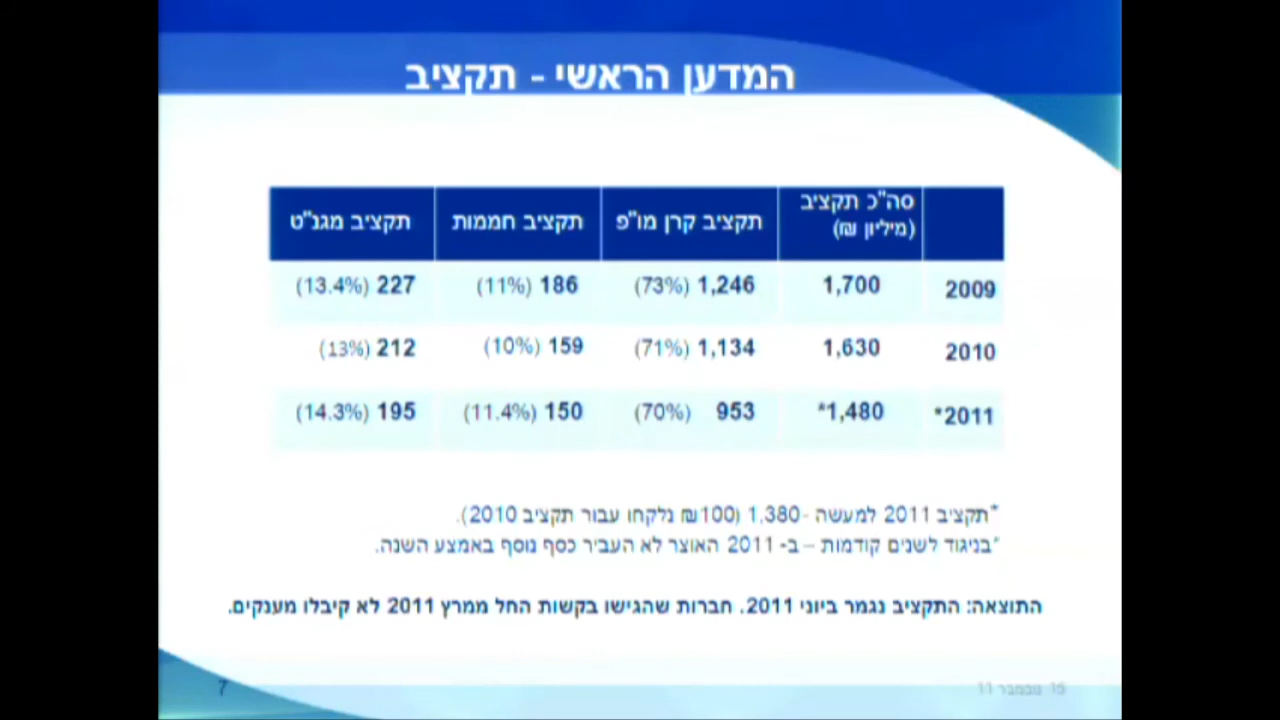 המדען הראשי - תקציב
סה"כ תקציב (מיליון ₪) תקציב קרן מו"פ תקציב חממות תקציב מגנ"ט
2009 1,700 1,246 (73%) 186 (11%) 227 (13.4%)
2010 1,630 1,134 (71%) 159 (10%) 212 (13%)
2011* 1,480* 953 (70%) 150 (11.4%) 195 (14.3%)
*תקציב 2011 למעשה -1,380 (100₪ נלקחו עבור תקציב 2010).
*בניגוד לשנים קודמות – ב- 2011 האוצר לא העביר כסף נוסף באמצע השנה.
התוצאה: התקציב נגמר ביוני 2011. חברות שהגישו בקשות החל ממרץ 2011 לא קיבלו מענקים.
נובמבר 11
7